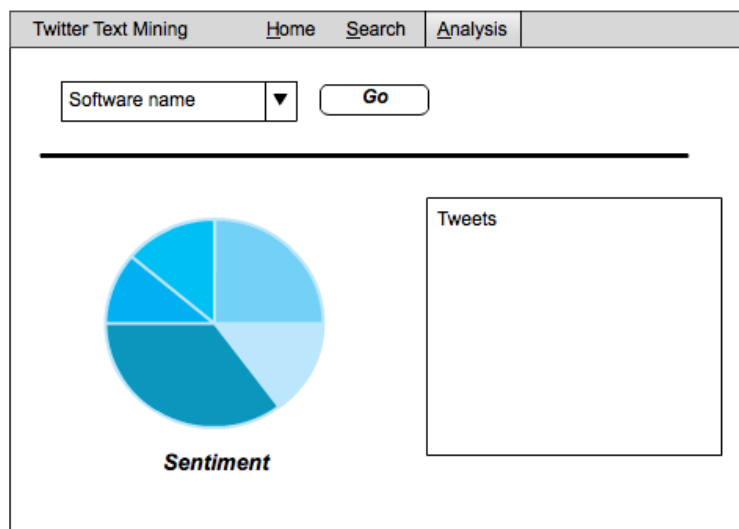 Twitter Text Mining Home Search Analysis
Software name Go
Tweets
Sentiment